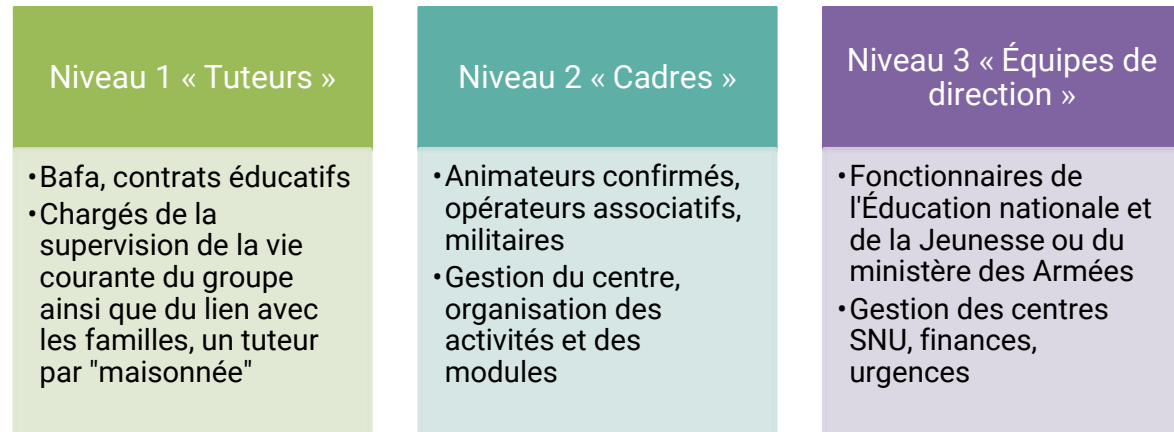 Niveau 1 « Tuteurs »
•Bafa, contrats éducatifs
•Chargés de la
supervision de la vie
courante du groupe
ainsi que du lien avec
les familles, un tuteur
par "maisonnée"
Niveau 2 « Cadres »
•Animateurs confirmés,
opérateurs associatifs,
militaires
•Gestion du centre,
organisation des
activités et des
modules
Niveau 3 « Équipes de
direction »
•Fonctionnaires de
l'Éducation nationale et
de la Jeunesse ou du
ministère des Armées
•Gestion des centres
SNU, finances,
urgences